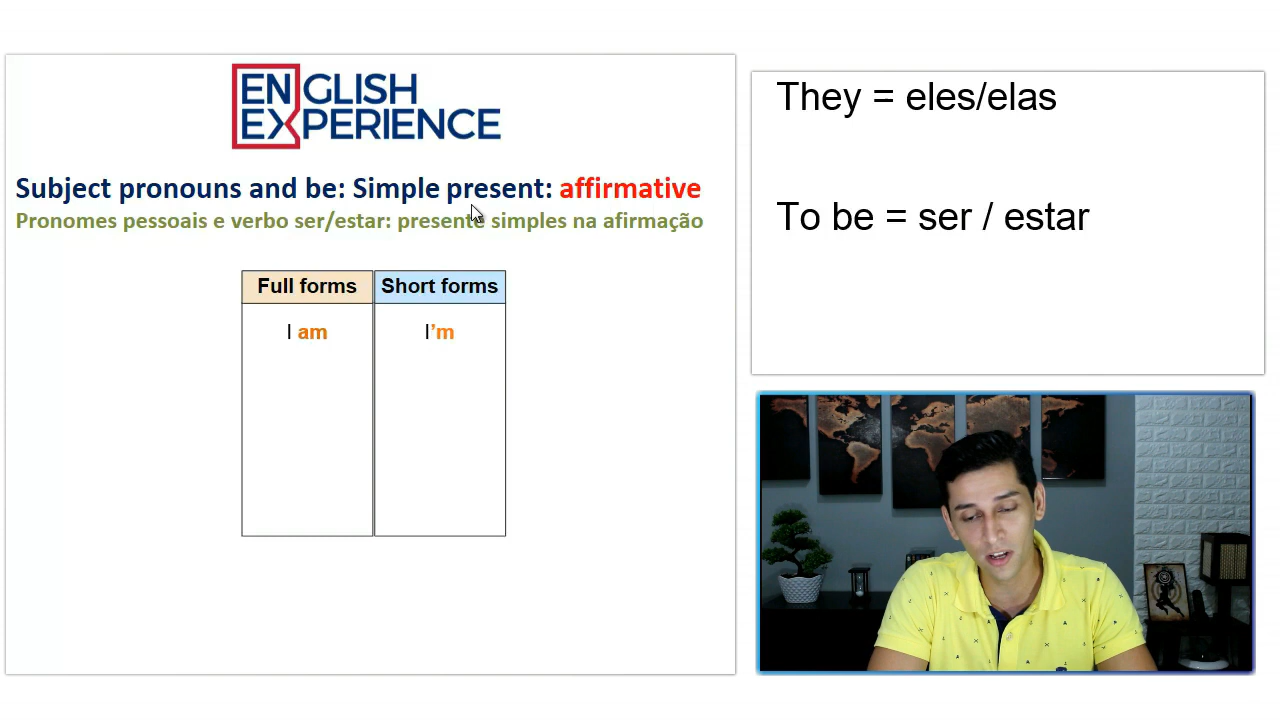 ENGLISH
EXPERIENCE
Subject pronouns and be: Simple present: affirmative
Pronomes pessoais e verbo ser/estar: presente simples na afirmação
Full forms Short forms
I am I’m
They = eles/elas
To be = ser / estar